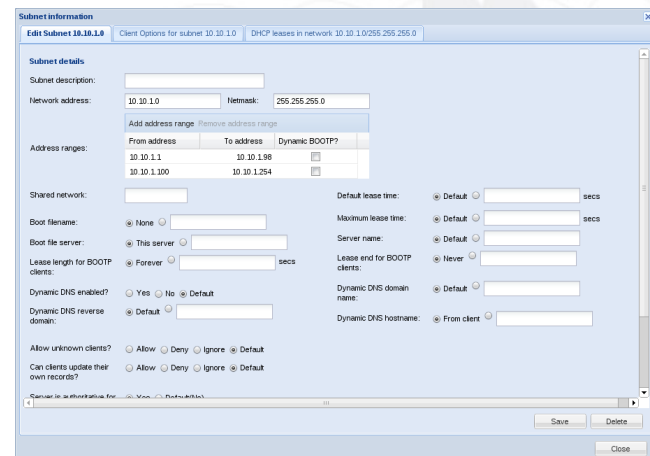 Subnet information
Edit Subnet 10.10.1.0 Client Options for subnet 10.10.1.0 DHCP leases in network 10.10.1.0/255.255.255.0
Subnet details
Subnet description:
Network address: 10.10.1.0 Netmask: 255.255.255.0
Address ranges:
Add address range Remove address range
From address To address Dynamic BOOTP?
10.10.1.1 10.10.1.98
10.10.1.100 10.10.1.254
Shared network: Default lease time: Default secs
Boot filename: None Maximum lease time: Default secs
Boot file server: This server Server name: Default
Lease length for BOOTP clients: Forever secs Lease end for BOOTP clients: Never
Dynamic DNS enabled? Yes No Default Dynamic DNS domain name: Default
Dynamic DNS reverse domain: Default Dynamic DNS hostname: From client
Allow unknown clients? Allow Deny Ignore Default
Can clients update their own records? Allow Deny Ignore Default
Server is authoritative for Yes Default(No)
Save Delete
Close